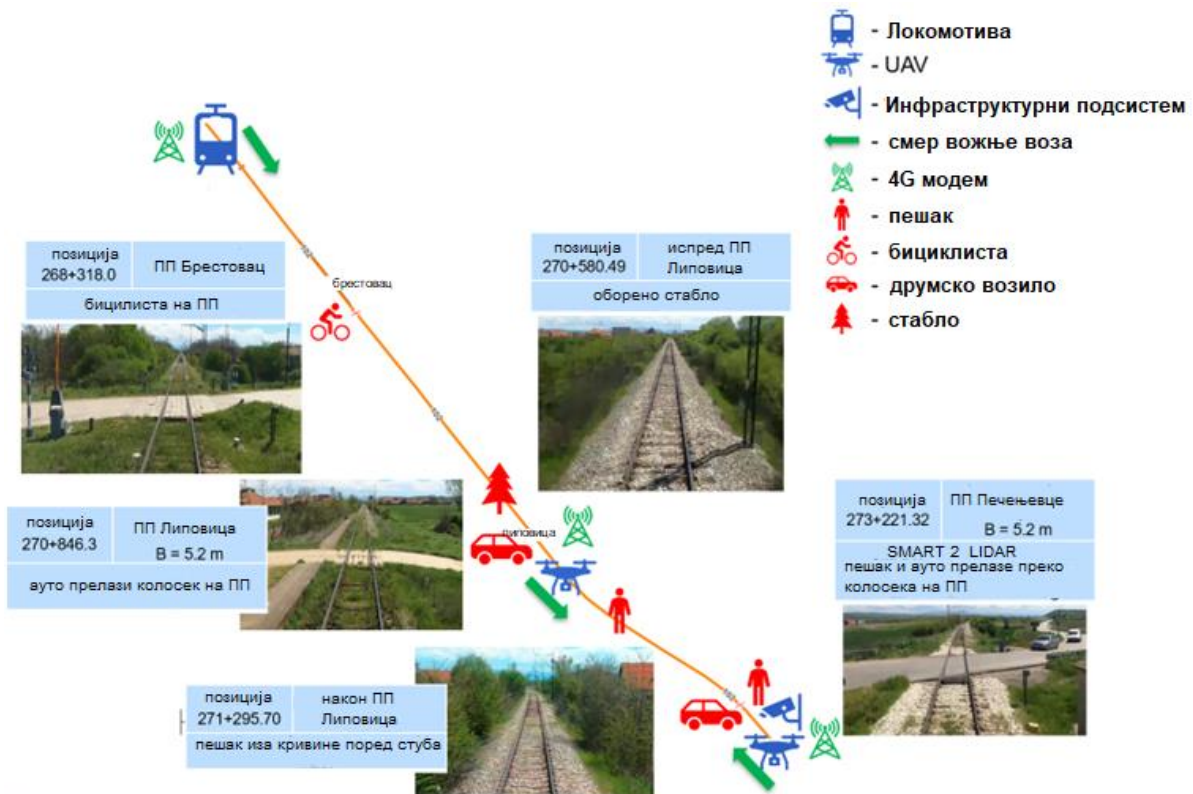 - Локомотива
- UAV
- Инфраструктурни подсистем
- смер вожње воза
- 4G модем
- пешак
- бициклиста
- друмско возило
- стабло
позиција
268+318.0
ПП Брестовац
бицилиста на ПП
192
брестовац
позиција
270+580.49
испред ПП
Липовица
оборено стабло
192
позиција
270+846.3
ПП Липовица
B = 5.2 m
ауто прелази колосек на ПП
липовица
позиција
273+221.32
ПП Печењевце
B = 5.2 m
SMART 2 LIDAR
пешак и ауто прелазе преко
колосека на ПП
позиција
271+295.70
након ПП
Липовица
пешак иза кривине поред стуба
192